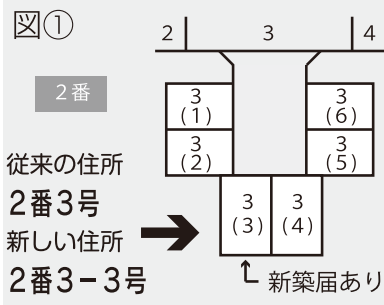 図①
2 3 4
2番
3
(1)
3
(6)
3
(2)
3
(5)
従来の住所
2番3号
新しい住所
2番3−3号
3
(3)
3
(4)
新築届あり